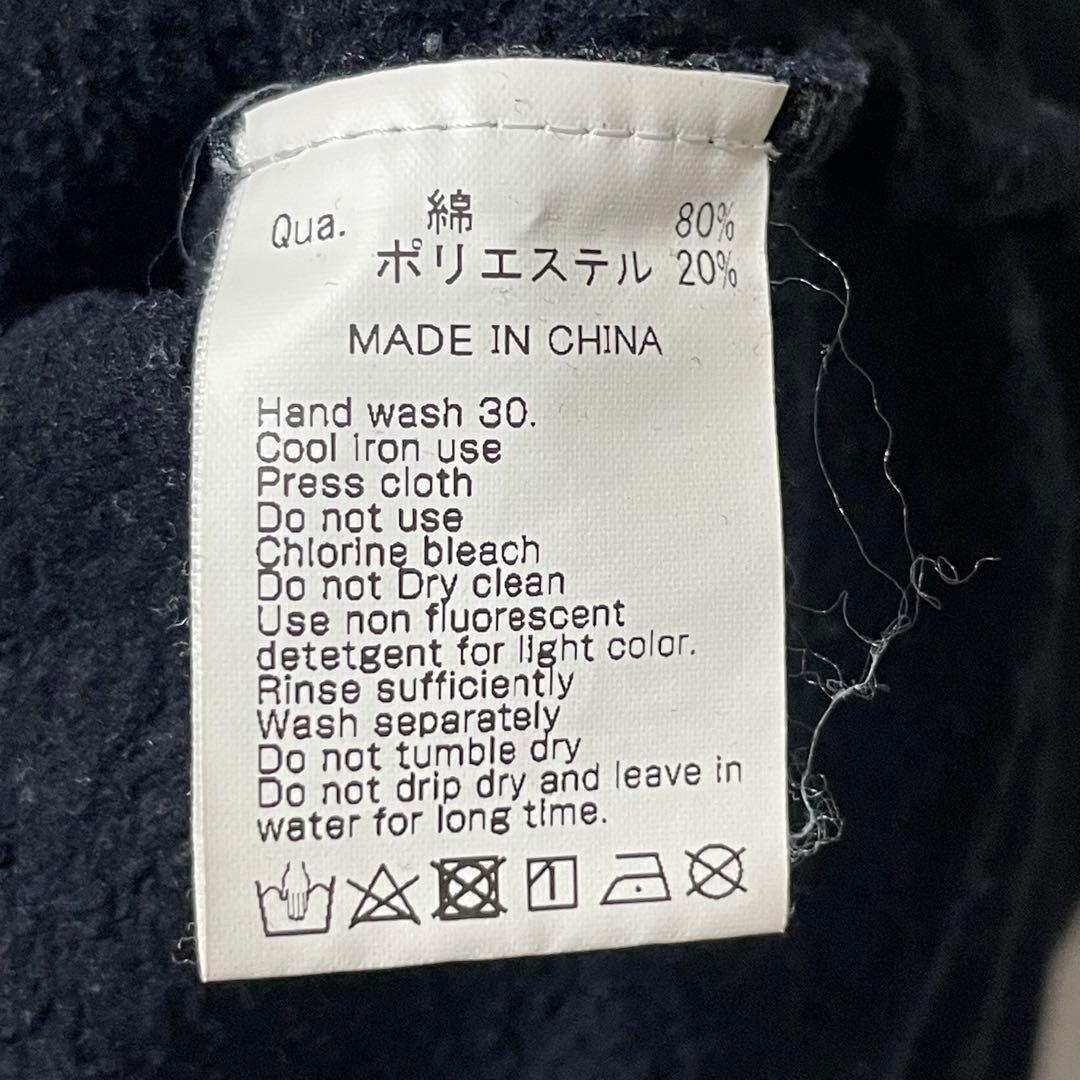 Qua. 綿 80%
ポリエステル 20%
MADE IN CHINA
Hand wash 30.
Cool iron use
Press cloth
Do not use
Chlorine bleach
Do not Dry clean
Use non fluorescent
detetgent for light color.
Rinse sufficiently
Wash separately
Do not tumble dry
Do not drip dry and leave in
water for long time.